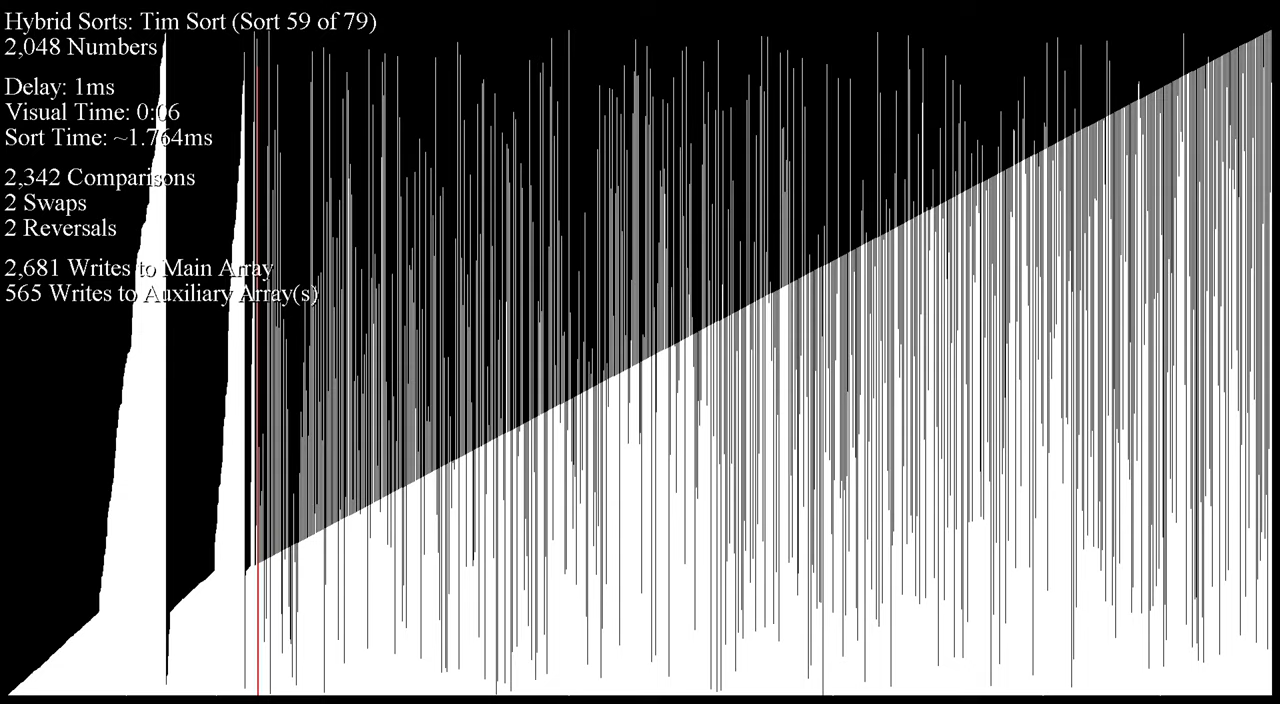 Hybrid Sorts: Tim Sort (Sort 59 of 79)
2,048 Numbers
Delay: 1ms
Visual Time: 0:06
Sort Time: ~1.764ms
2,342 Comparisons
2 Swaps
2 Reversals
2,681 Writes to Main Array
565 Writes to Auxiliary Array(s)